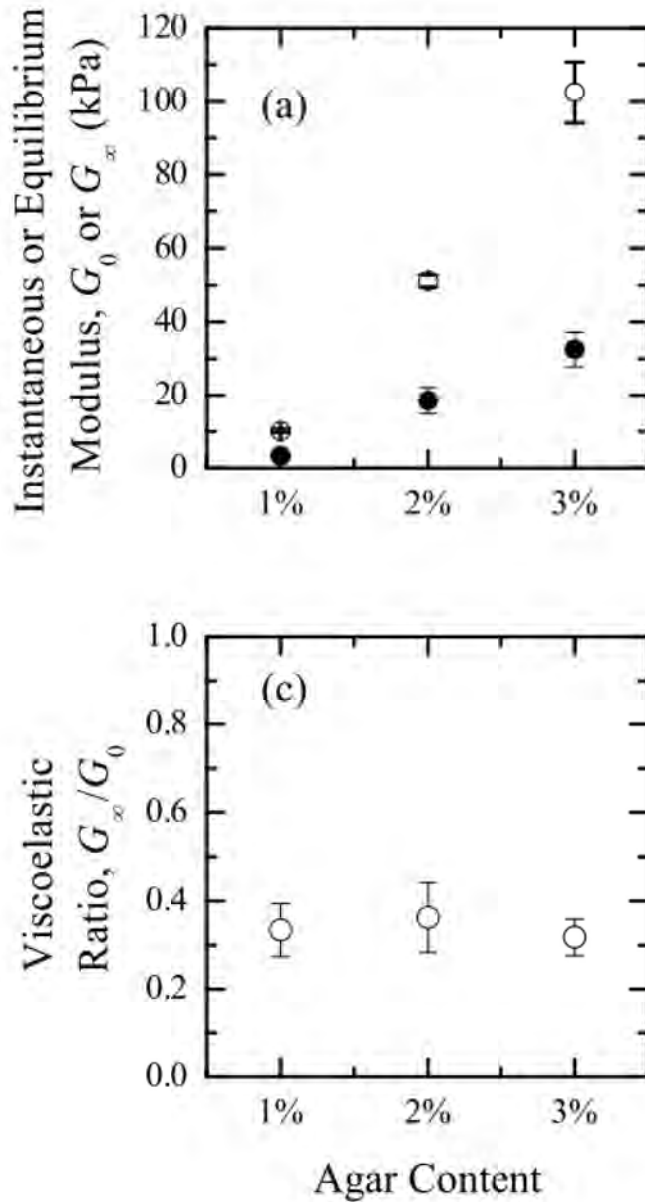 Instantaneous or Equilibrium
Modulus, G₀ or G∞ (kPa)
120
100
80
60
40
20
0
(a)
1% 2% 3%
Viscoelastic
Ratio, G∞/G₀
1.0
0.8
0.6
0.4
0.2
0.0
(c)
1% 2% 3%
Agar Content